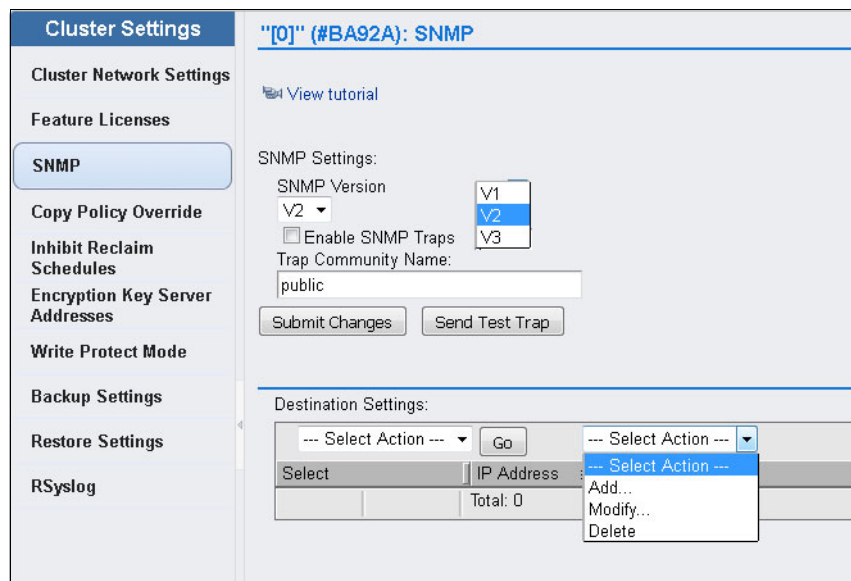 Cluster Settings
Cluster Network Settings
Feature Licenses
SNMP
Copy Policy Override
Inhibit Reclaim
Schedules
Encryption Key Server
Addresses
Write Protect Mode
Backup Settings
Restore Settings
RSyslog
"[0]" (#BA92A): SNMP
View tutorial
SNMP Settings:
SNMP Version
V2
V1
V2
V3
Enable SNMP Traps
Trap Community Name:
public
Submit Changes
Send Test Trap
Destination Settings:
--- Select Action ---
Go
--- Select Action ---
--- Select Action ---
Add...
Modify...
Delete
Select
IP Address
Total: 0